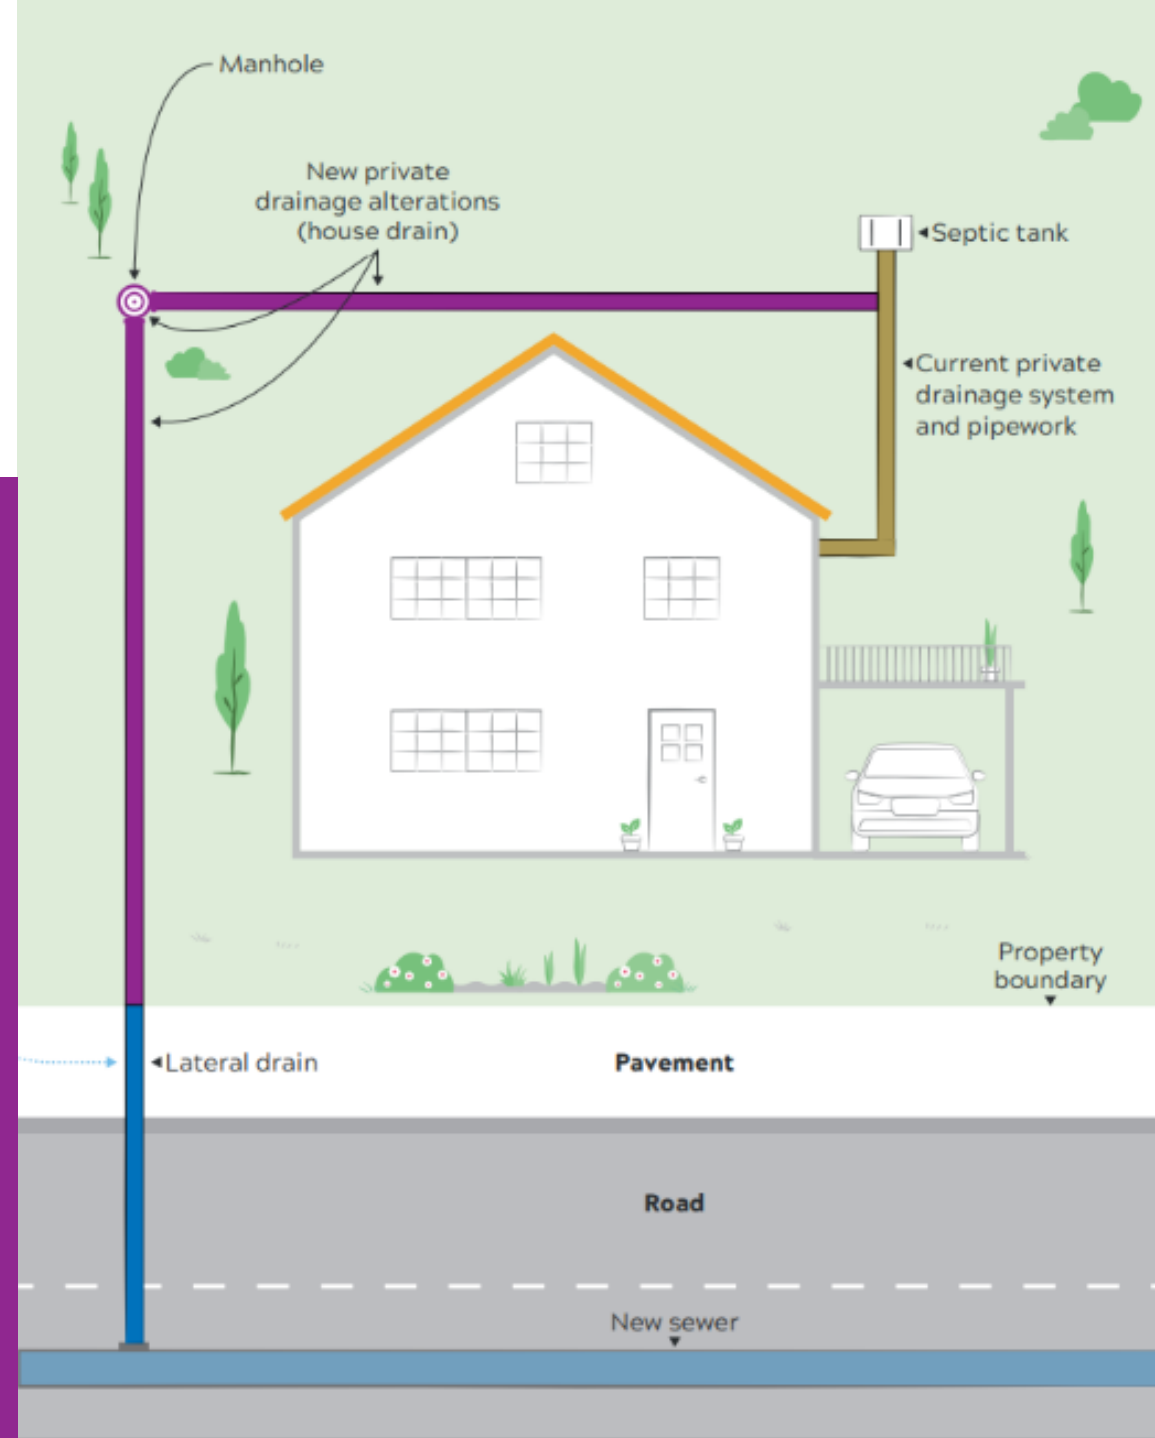 Manhole
New private
drainage alterations
(house drain)
Septic tank
Current private
drainage system
and pipework
Property
boundary
Lateral drain
Pavement
Road
New sewer